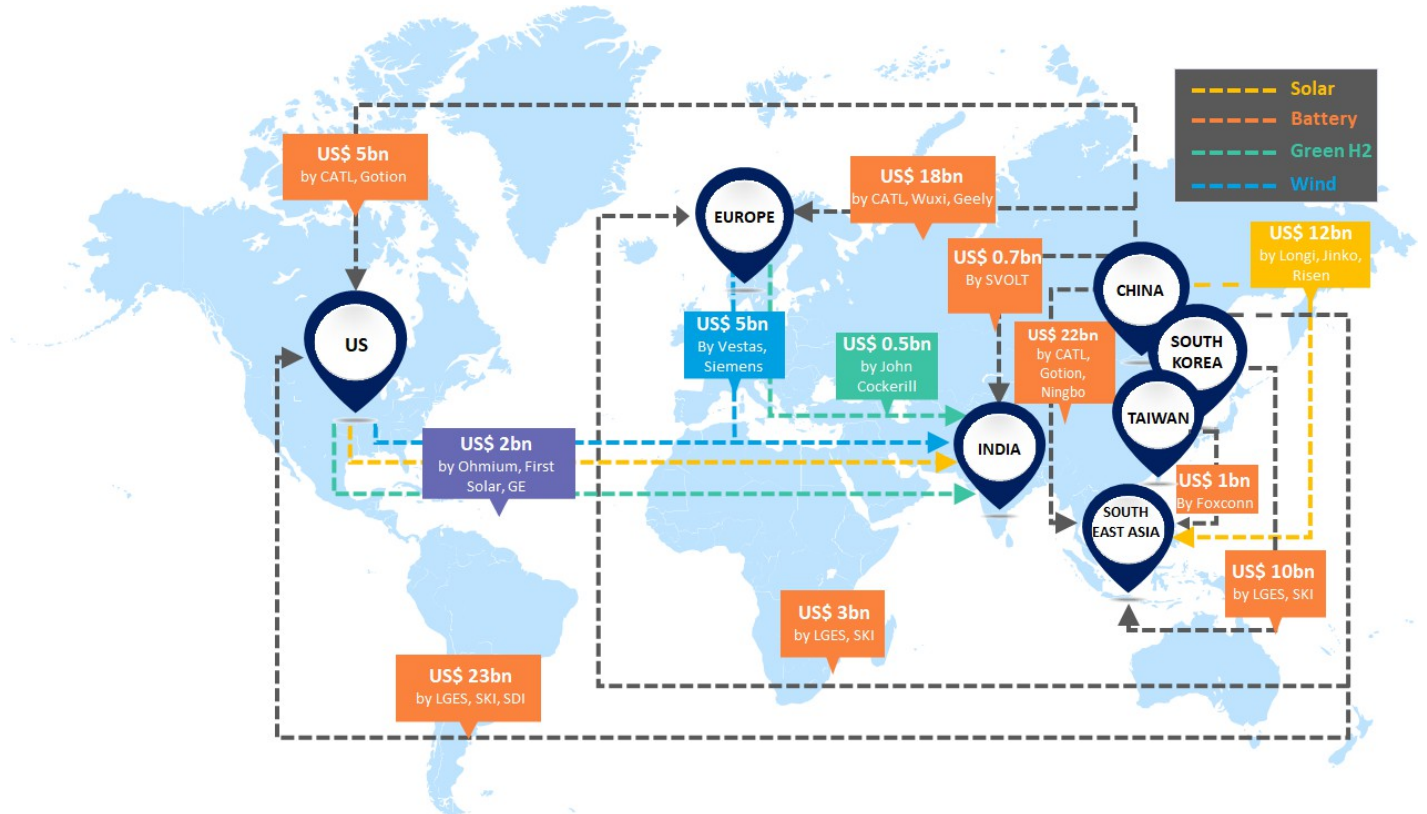 Solar
Battery
Green H2
Wind
US$ 5bn
by CATL, Gotion
US$ 18bn
by CATL, Wuxi, Geely
EUROPE
US$ 12bn
by Longi, Jinko,
Risen
US$ 0.7bn
By SVOLT
CHINA
US
US$ 5bn
By Vestas,
Siemens
US$ 0.5bn
by John
Cockerill
US$ 22bn
by CATL,
Gotion,
Ningbo
SOUTH
KOREA
TAIWAN
INDIA
US$ 2bn
by Ohmium, First
Solar, GE
US$ 1bn
By Foxconn
SOUTH
EAST ASIA
US$ 10bn
by LGES, SKI
US$ 3bn
by LGES, SKI
US$ 23bn
by LGES, SKI, SDI